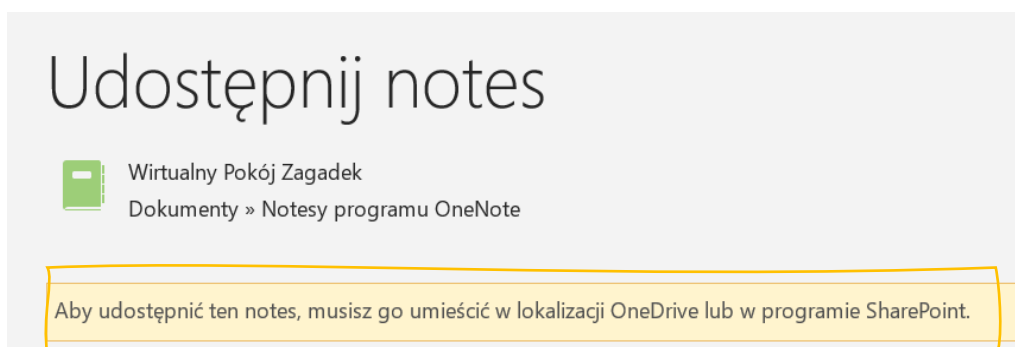 Udostępnij notes
Wirtualny Pokój Zagadek
Dokumenty » Notesy programu OneNote
Aby udostępnić ten notes, musisz go umieścić w lokalizacji OneDrive lub w programie SharePoint.